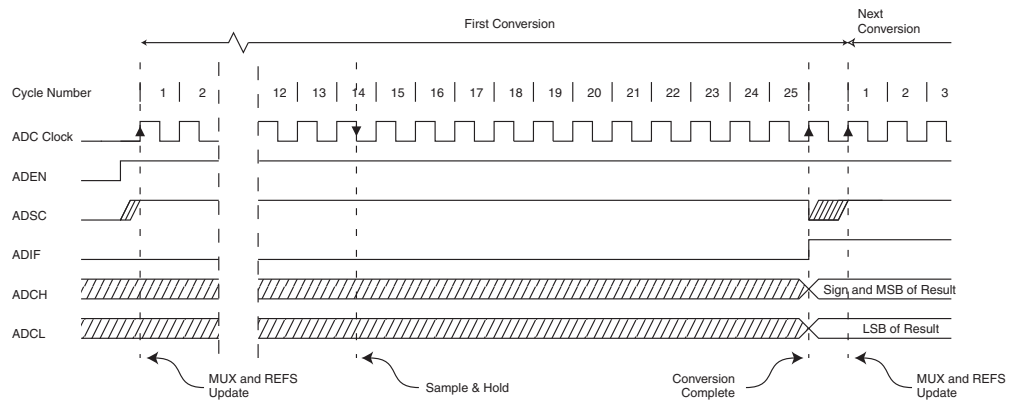 First Conversion
Next
Conversion
Cycle Number 1 2 12 13 14 15 16 17 18 19 20 21 22 23 24 25 1 2 3
ADC Clock
ADEN
ADSC
ADIF
ADCH Sign and MSB of Result
ADCL LSB of Result
MUX and REFS
Update
Sample & Hold
Conversion
Complete
MUX and REFS
Update